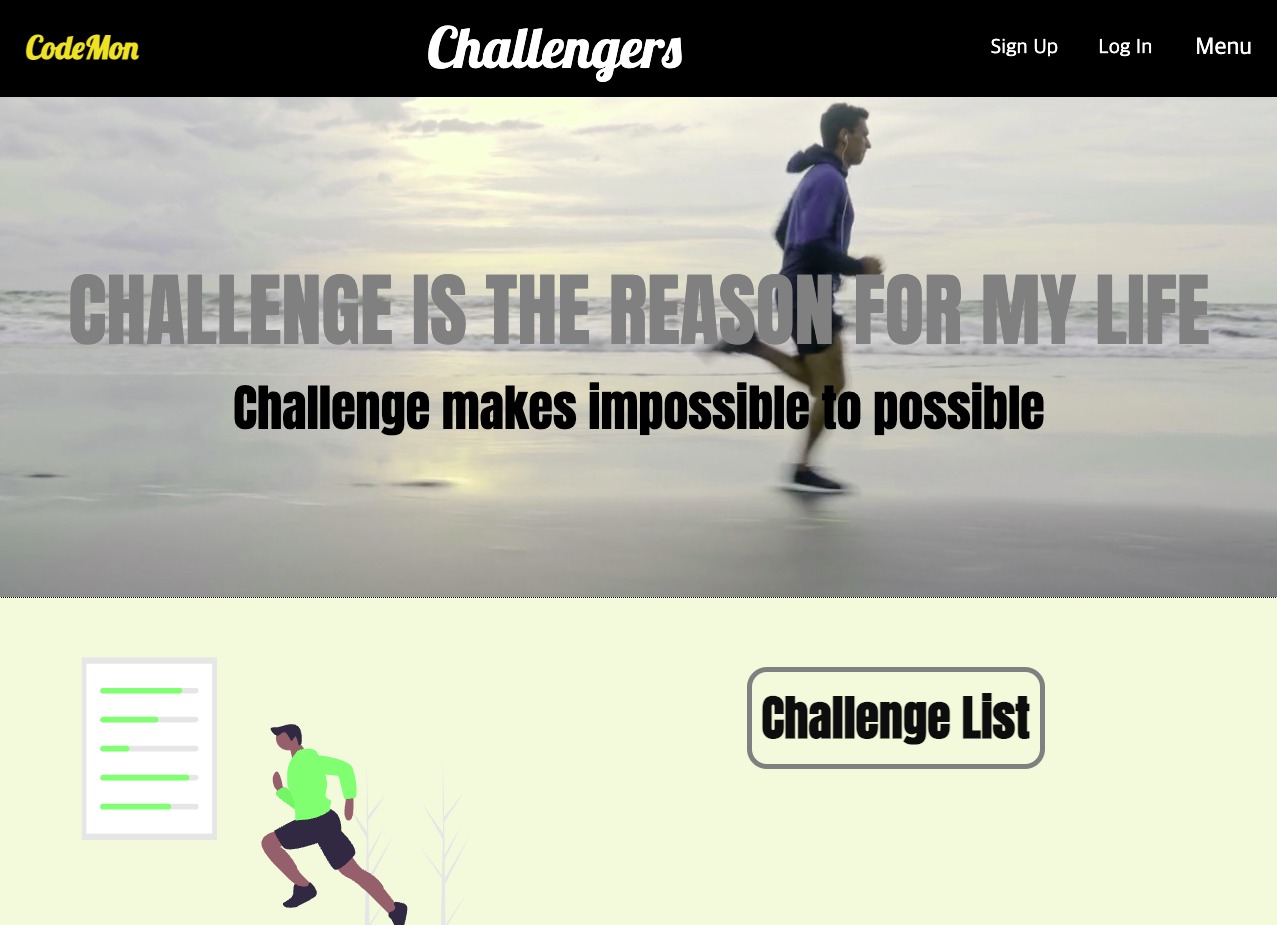 CodeMon
Challengers
Sign Up
Log In
Menu
CHALLENGE IS THE REASON FOR MY LIFE
Challenge makes impossible to possible
Challenge List